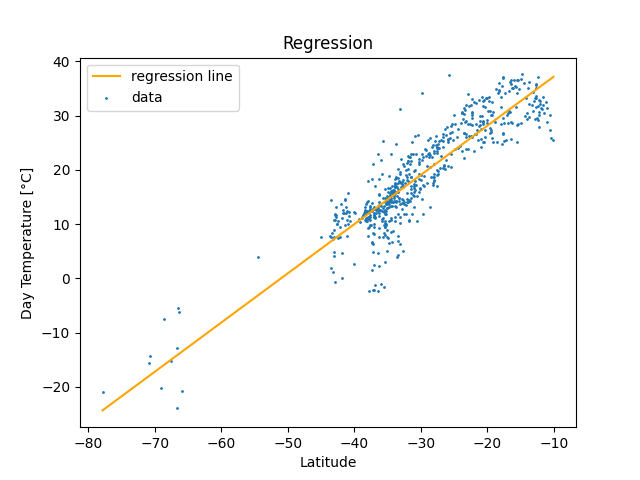 Regression
regression line
data
Day Temperature [°C]
40
30
20
10
0
−10
−20
−80 −70 −60 −50 −40 −30 −20 −10
Latitude